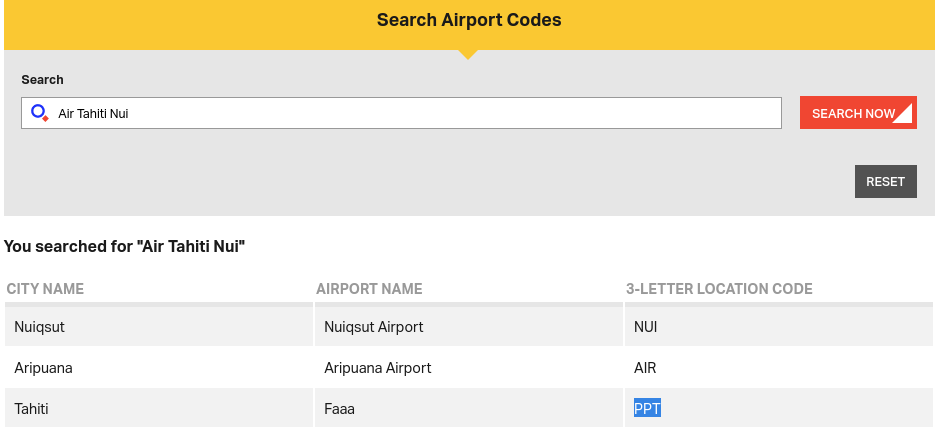 Search Airport Codes
Search
Air Tahiti Nui
SEARCH NOW
RESET
You searched for "Air Tahiti Nui"
CITY NAME AIRPORT NAME 3-LETTER LOCATION CODE
Nuiqsut Nuiqsut Airport NUI
Aripuana Aripuana Airport AIR
Tahiti Faaa PPT